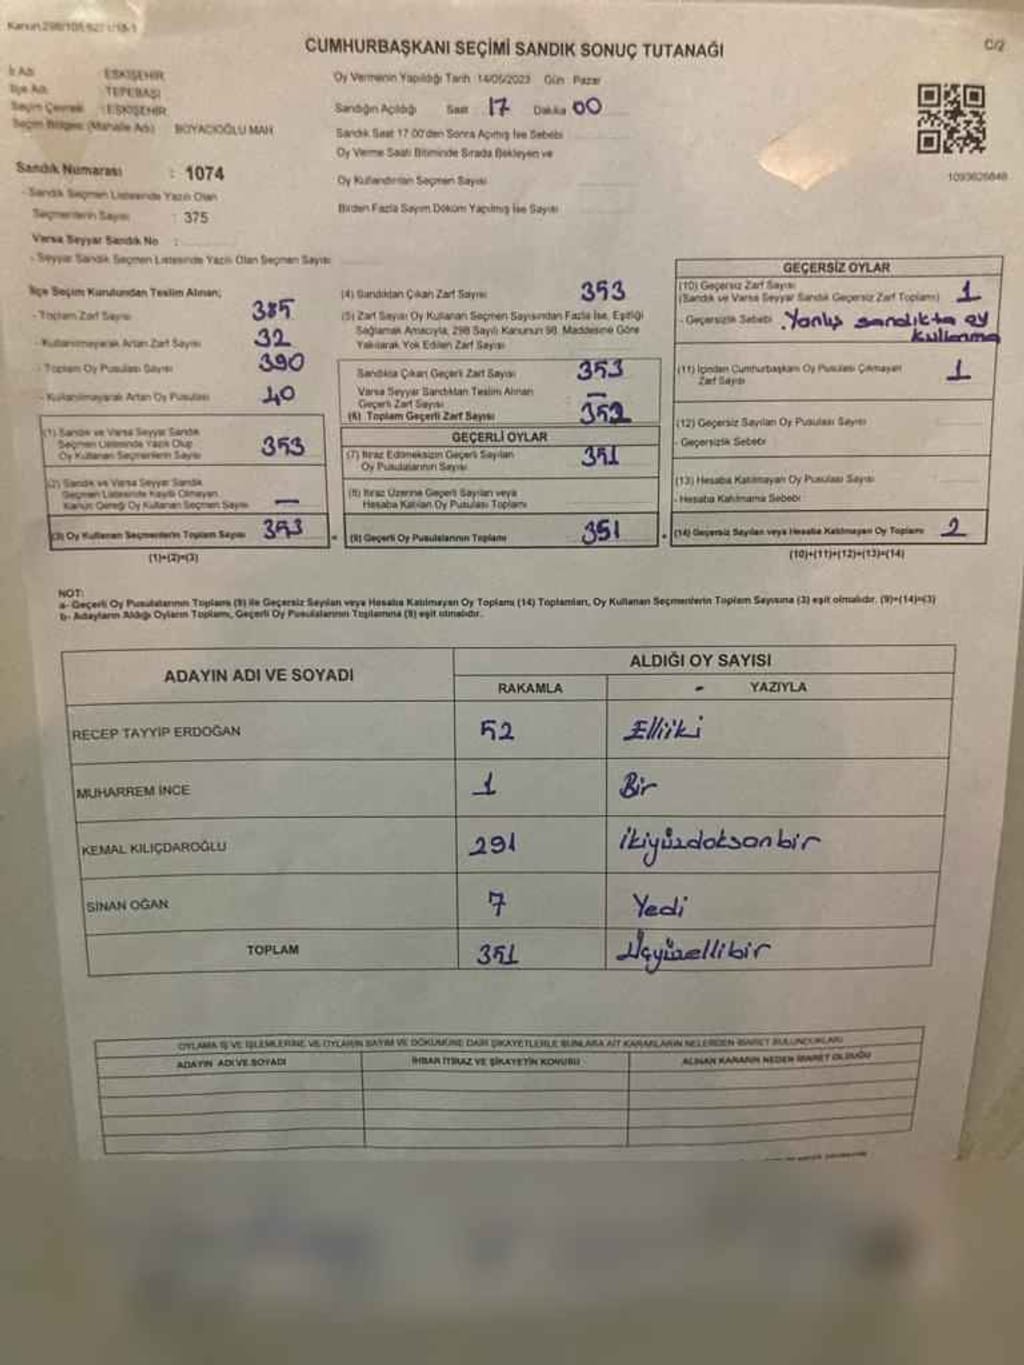 CUMHURBAŞKANI SEÇİMİ SANDIK SONUÇ TUTANAĞI
C/2
İl Adı : ESKİŞEHİR
İlçe Adı : TEPEBAŞI
Seçim Çevresi : ESKİŞEHİR
Seçim Bölgesi (Mahalle Adı) BOYACIOĞLU MAH.
Oy Vermenin Yapıldığı Tarih 14/05/2023 Gün Pazar
Sandığın Açıldığı Saat 17 Dakika 00
Sandık Saat 17.00'den Sonra Açılmış İse Sebebi
Oy Verme Saati Bitiminde Sırada Bekleyen ve
Oy Kullandırılan Seçmen Sayısı
Birden Fazla Sayım Döküm Yapılmış İse Sayısı
1093626848
Sandık Numarası : 1074
- Sandık Seçmen Listesinde Yazılı Olan
Seçmenlerin Sayısı : 375
Varsa Seyyar Sandık No :
- Seyyar Sandık Seçmen Listesinde Yazılı Olan Seçmen Sayısı
İlçe Seçim Kurulundan Teslim Alınan;
- Toplam Zarf Sayısı 385
- Kullanılmayarak Artan Zarf Sayısı 32
- Toplam Oy Pusulası Sayısı 390
- Kullanılmayarak Artan Oy Pusulası 40
(1) Sandık ve Varsa Seyyar Sandık
Seçmen Listesinde Yazılı Olup
Oy Kullanan Seçmenlerin Sayısı 353
(2) Sandık ve Varsa Seyyar Sandık
Seçmen Listesinde Kayıtlı Olmayan
Kanun Gereği Oy Kullanan Seçmen Sayısı —
(3) Oy Kullanan Seçmenlerin Toplam Sayısı 353
(1)+(2)=(3)
(4) Sandıktan Çıkan Zarf Sayısı 353
(5) Zarf Sayısı Oy Kullanan Seçmen Sayısından Fazla İse, Eşitliği
Sağlamak Amacıyla, 298 Sayılı Kanunun 98. Maddesine Göre
Yakılarak Yok Edilen Zarf Sayısı
Sandıkta Çıkan Geçerli Zarf Sayısı 353
Varsa Seyyar Sandıktan Teslim Alınan
Geçerli Zarf Sayısı —
(6) Toplam Geçerli Zarf Sayısı 352
GEÇERLİ OYLAR
(7) İtiraz Edilmeksizin Geçerli Sayılan
Oy Pusulalarının Sayısı 351
(8) İtiraz Üzerine Geçerli Sayılan veya
Hesaba Katılan Oy Pusulası Toplamı
(9) Geçerli Oy Pusulalarının Toplamı 351
GEÇERSİZ OYLAR
(10) Geçersiz Zarf Sayısı
(Sandık ve Varsa Seyyar Sandık Geçersiz Zarf Toplamı) 1
- Geçersizlik Sebebi Yanlış sandıkta oy
kullanma
(11) İçinden Cumhurbaşkanı Oy Pusulası Çıkmayan
Zarf Sayısı 1
(12) Geçersiz Sayılan Oy Pusulası Sayısı
- Geçersizlik Sebebi
(13) Hesaba Katılmayan Oy Pusulası Sayısı
- Hesaba Katılmama Sebebi
(14) Geçersiz Sayılan veya Hesaba Katılmayan Oy Toplamı 2
(10)+(11)+(12)+(13)=(14)
NOT:
a- Geçerli Oy Pusulalarının Toplamı (9) ile Geçersiz Sayılan veya Hesaba Katılmayan Oy Toplamı (14) Toplamları, Oy Kullanan Seçmenlerin Toplam Sayısına (3) eşit olmalıdır. (9)+(14)=(3)
b- Adayların Aldığı Oyların Toplamı, Geçerli Oy Pusulalarının Toplamına (9) eşit olmalıdır.
ADAYIN ADI VE SOYADI
ALDIĞI OY SAYISI
RAKAMLA - YAZIYLA
RECEP TAYYİP ERDOĞAN 52 Elliiki
MUHARREM İNCE 1 Bir
KEMAL KILIÇDAROĞLU 291 ikiyüzdoksanbir
SİNAN OĞAN 7 Yedi
TOPLAM 351 Üçyüzellibir
OYLAMA İŞ VE İŞLEMLERİNE VE OYLARIN SAYIM VE DÖKÜMÜNE DAİR ŞİKAYETLERLE BUNLARA AİT KARARLARIN NELERDEN İBARET BULUNDUKLARI
ADAYIN ADI VE SOYADI
İHBAR İTİRAZ VE ŞİKAYETİN KONUSU
ALINAN KARARIN NEDEN İBARET OLDUĞU